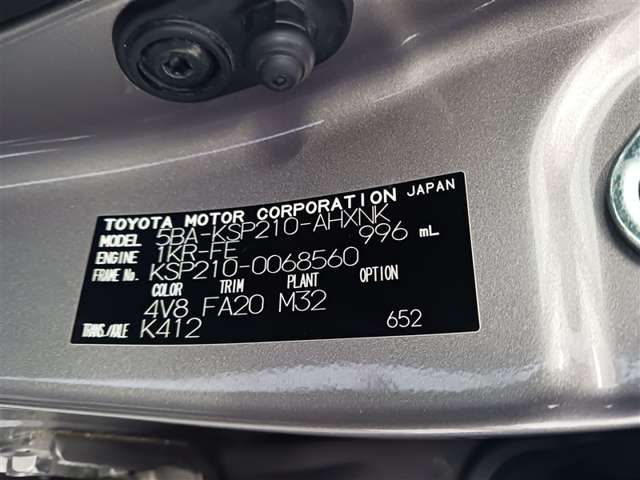 TOYOTA MOTOR CORPORATION JAPAN
MODEL 5BA-KSP210-AHXNK
ENGINE 1KR-FE 996 mL
FRAME No. KSP210-0068560
COLOR TRIM PLANT OPTION
4V8 FA20 M32
TRANS./AXLE K412 652